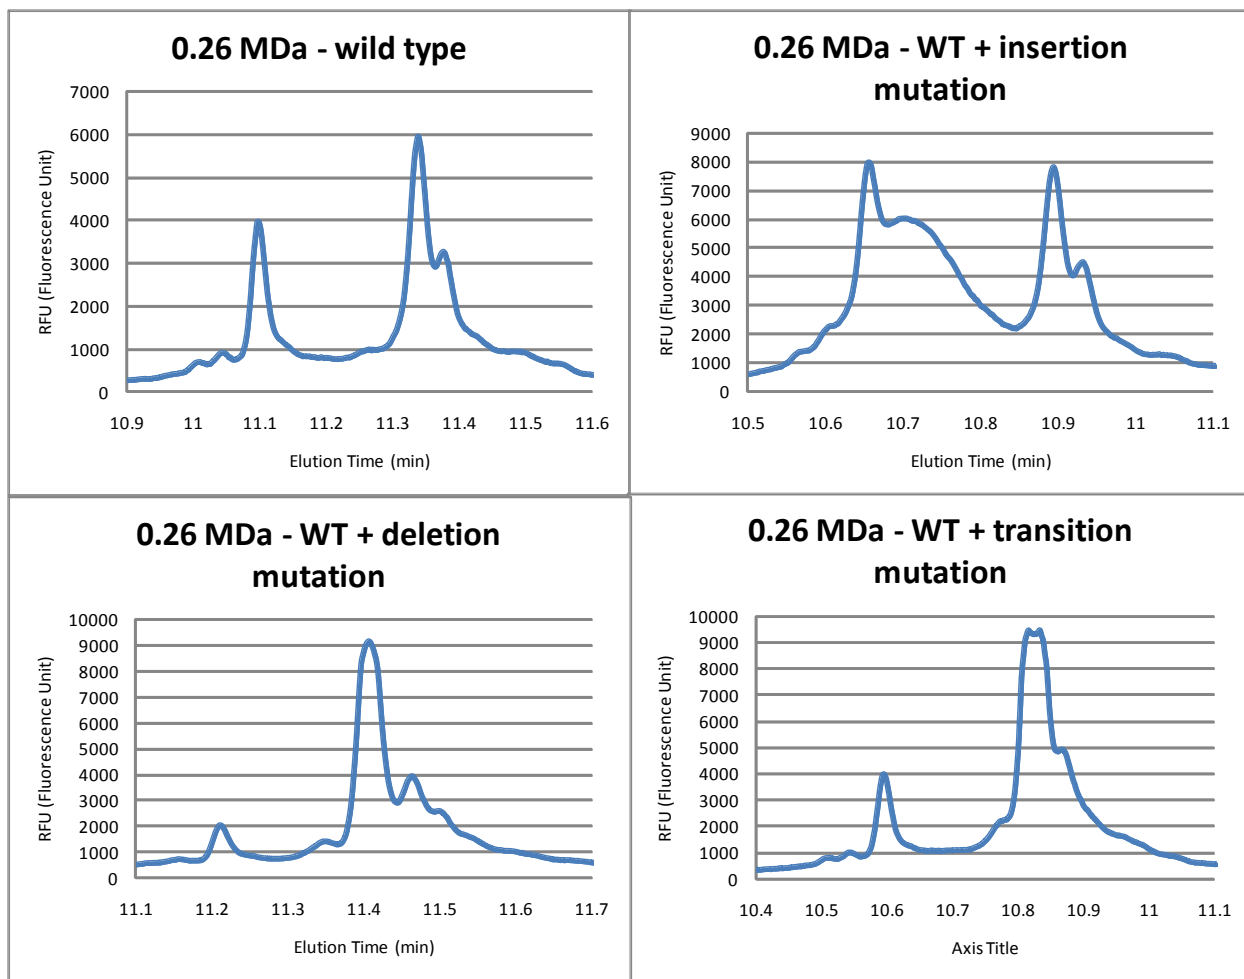 0.26 MDa - wild type
RFU (Fluorescence Unit)
7000
6000
5000
4000
3000
2000
1000
0
10.9 11 11.1 11.2 11.3 11.4 11.5 11.6
Elution Time (min)
0.26 MDa - WT + insertion
mutation
RFU (Fluorescence Unit)
9000
8000
7000
6000
5000
4000
3000
2000
1000
0
10.5 10.6 10.7 10.8 10.9 11 11.1
Elution Time (min)
0.26 MDa - WT + deletion
mutation
RFU (Fluorescence Unit)
10000
9000
8000
7000
6000
5000
4000
3000
2000
1000
0
11.1 11.2 11.3 11.4 11.5 11.6 11.7
Elution Time (min)
0.26 MDa - WT + transition
mutation
RFU (Fluorescence Unit)
10000
9000
8000
7000
6000
5000
4000
3000
2000
1000
0
10.4 10.5 10.6 10.7 10.8 10.9 11 11.1
Axis Title